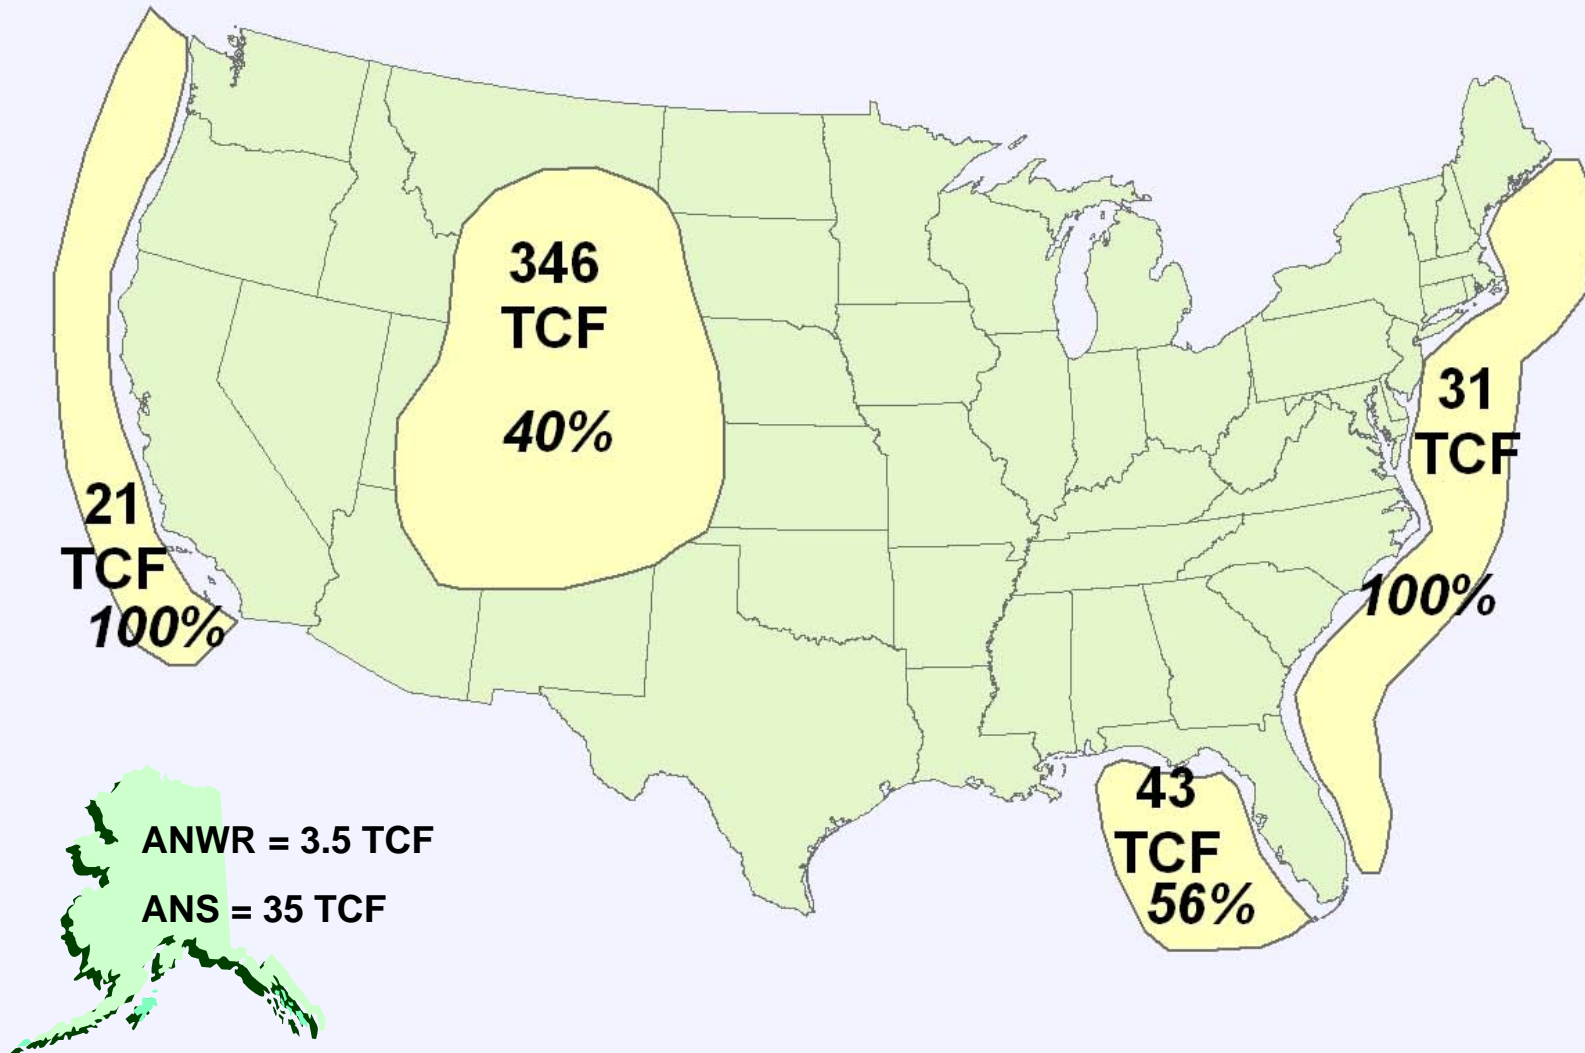 346
TCF
40%
21
TCF
100%
31
TCF
100%
43
TCF
56%
ANWR = 3.5 TCF
ANS = 35 TCF